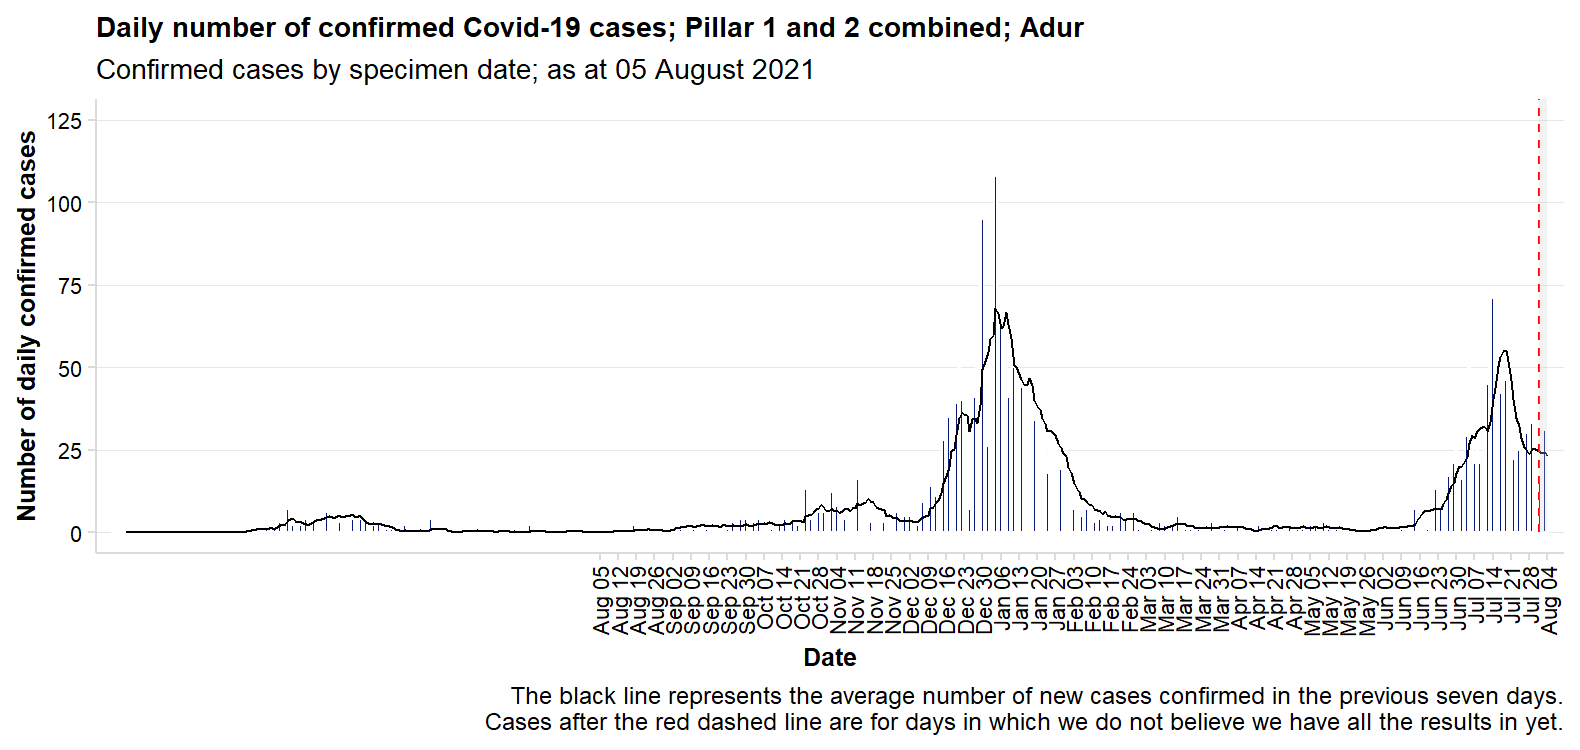 Daily number of confirmed Covid-19 cases; Pillar 1 and 2 combined; Adur
Confirmed cases by specimen date; as at 05 August 2021
Number of daily confirmed cases
125
100
75
50
25
0
Aug 05
Aug 12
Aug 19
Aug 26
Sep 02
Sep 09
Sep 16
Sep 23
Sep 30
Oct 07
Oct 14
Oct 21
Oct 28
Nov 04
Nov 11
Nov 18
Nov 25
Dec 02
Dec 09
Dec 16
Dec 23
Dec 30
Jan 06
Jan 13
Jan 20
Jan 27
Feb 03
Feb 10
Feb 17
Feb 24
Mar 03
Mar 10
Mar 17
Mar 24
Mar 31
Apr 07
Apr 14
Apr 21
Apr 28
May 05
May 12
May 19
May 26
Jun 02
Jun 09
Jun 16
Jun 23
Jun 30
Jul 07
Jul 14
Jul 21
Jul 28
Aug 04
Date
The black line represents the average number of new cases confirmed in the previous seven days.
Cases after the red dashed line are for days in which we do not believe we have all the results in yet.